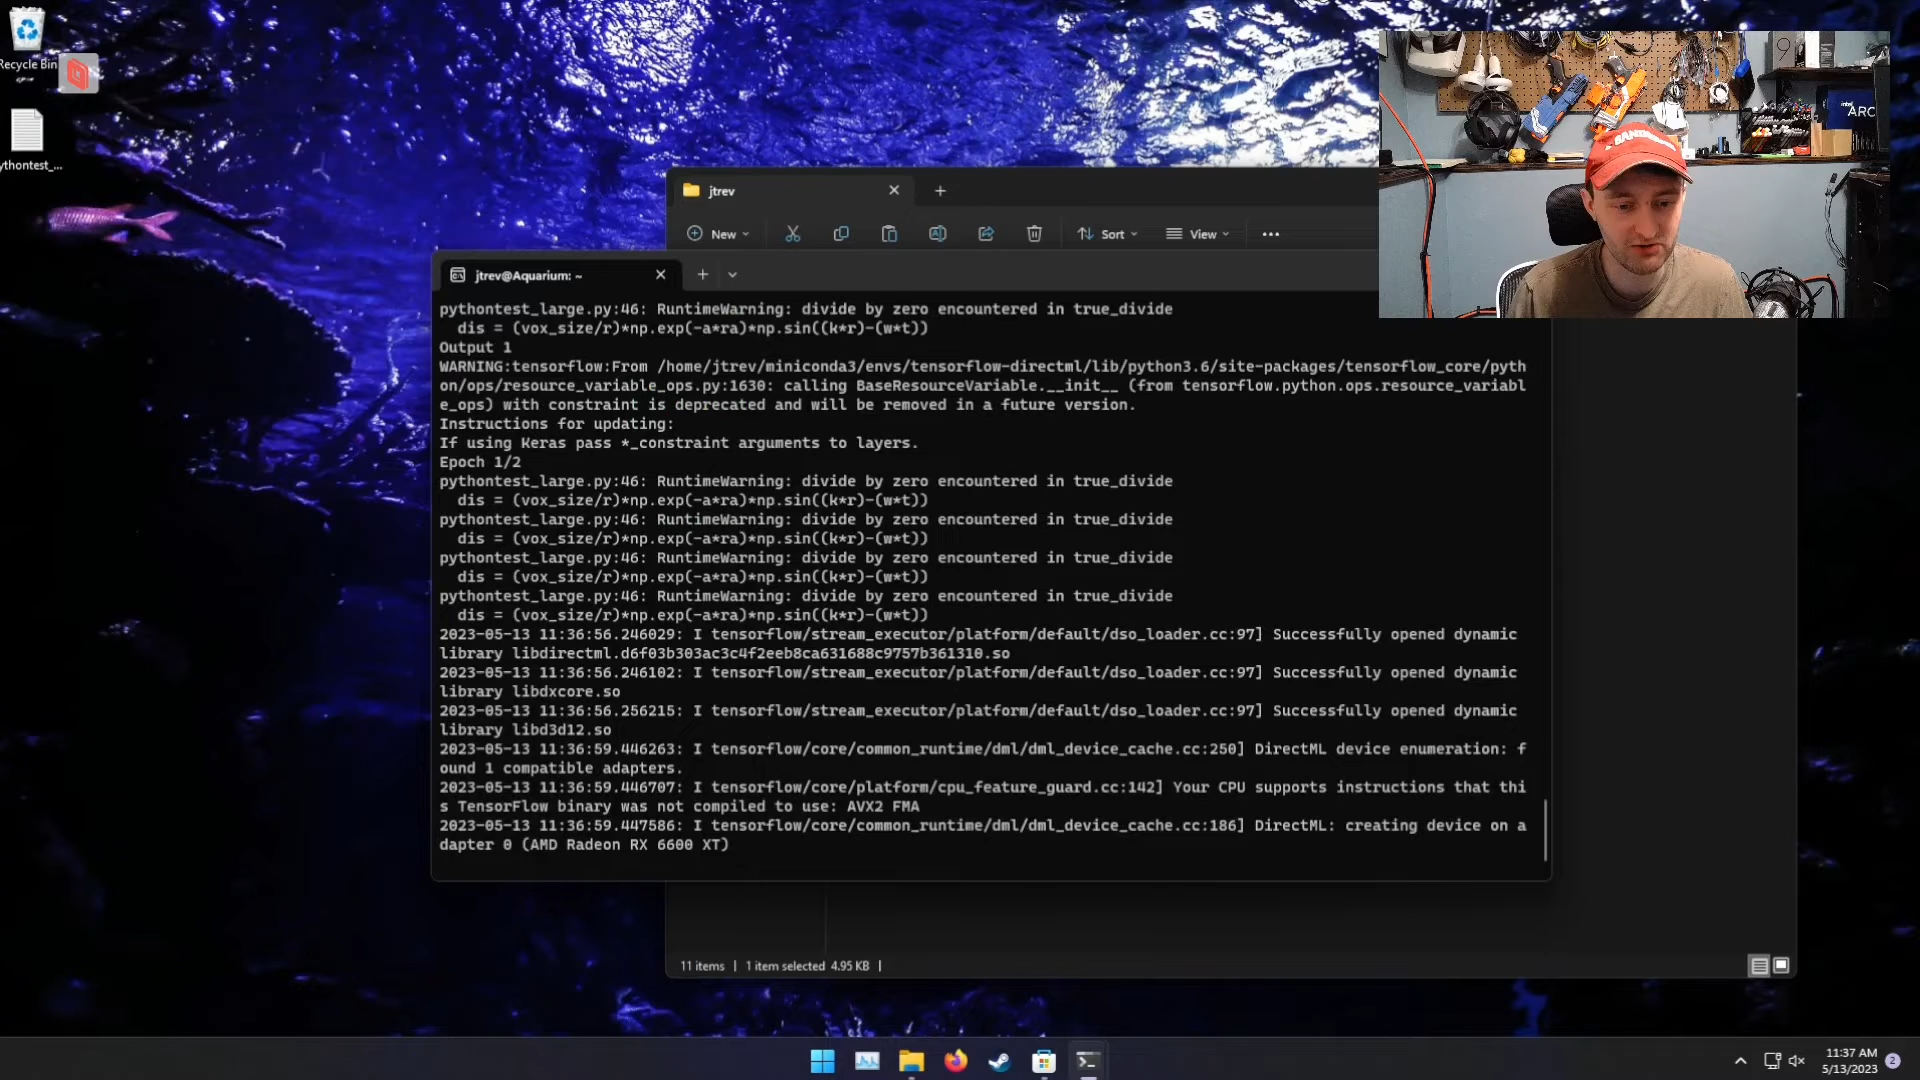 Recycle Bin
ythontest_...
jtrev
New
Sort
View
9
intel
ARC
jtrev@Aquarium: ~
pythontest_large.py:46: RuntimeWarning: divide by zero encountered in true_divide
dis = (vox_size/r)*np.exp(-a*ra)*np.sin((k*r)-(w*t))
Output 1
WARNING:tensorflow:From /home/jtrev/miniconda3/envs/tensorflow-directml/lib/python3.6/site-packages/tensorflow_core/pyth
on/ops/resource_variable_ops.py:1630: calling BaseResourceVariable.__init__ (from tensorflow.python.ops.resource_variabl
e_ops) with constraint is deprecated and will be removed in a future version.
Instructions for updating:
If using Keras pass *_constraint arguments to layers.
Epoch 1/2
pythontest_large.py:46: RuntimeWarning: divide by zero encountered in true_divide
dis = (vox_size/r)*np.exp(-a*ra)*np.sin((k*r)-(w*t))
pythontest_large.py:46: RuntimeWarning: divide by zero encountered in true_divide
dis = (vox_size/r)*np.exp(-a*ra)*np.sin((k*r)-(w*t))
pythontest_large.py:46: RuntimeWarning: divide by zero encountered in true_divide
dis = (vox_size/r)*np.exp(-a*ra)*np.sin((k*r)-(w*t))
pythontest_large.py:46: RuntimeWarning: divide by zero encountered in true_divide
dis = (vox_size/r)*np.exp(-a*ra)*np.sin((k*r)-(w*t))
2023-05-13 11:36:56.246029: I tensorflow/stream_executor/platform/default/dso_loader.cc:97] Successfully opened dynamic
library libdirectml.d6f03b303ac3c4f2eeb8ca631688c9757b361310.so
2023-05-13 11:36:56.246102: I tensorflow/stream_executor/platform/default/dso_loader.cc:97] Successfully opened dynamic
library libdxcore.so
2023-05-13 11:36:56.256215: I tensorflow/stream_executor/platform/default/dso_loader.cc:97] Successfully opened dynamic
library libd3d12.so
2023-05-13 11:36:59.446263: I tensorflow/core/common_runtime/dml/dml_device_cache.cc:250] DirectML device enumeration: f
ound 1 compatible adapters.
2023-05-13 11:36:59.446707: I tensorflow/core/platform/cpu_feature_guard.cc:142] Your CPU supports instructions that thi
s TensorFlow binary was not compiled to use: AVX2 FMA
2023-05-13 11:36:59.447586: I tensorflow/core/common_runtime/dml/dml_device_cache.cc:186] DirectML: creating device on a
dapter 0 (AMD Radeon RX 6600 XT)
11 items | 1 item selected 4.95 KB |
11:37 AM
5/13/2023
2